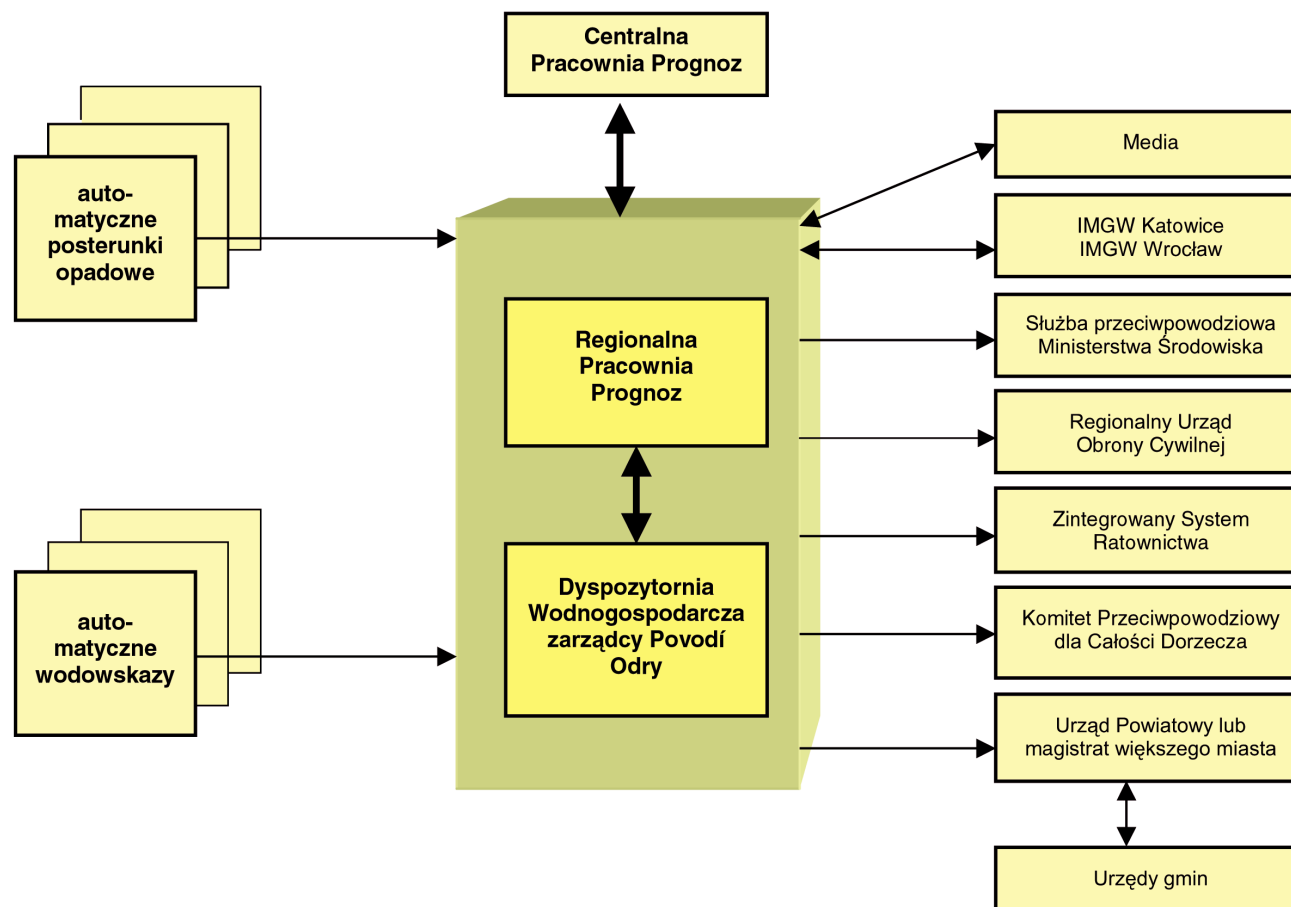 Centralna
Pracownia Prognoz
auto-
matyczne
posterunki
opadowe
auto-
matyczne
wodowskazy
Regionalna
Pracownia
Prognoz
Dyspozytornia
Wodnogospodarcza
zarządcy Povodí
Odry
Media
IMGW Katowice
IMGW Wrocław
Służba przeciwpowodziowa
Ministerstwa Środowiska
Regionalny Urząd
Obrony Cywilnej
Zintegrowany System
Ratownictwa
Komitet Przeciwpowodziowy
dla Całości Dorzecza
Urząd Powiatowy lub
magistrat większego miasta
Urzędy gmin